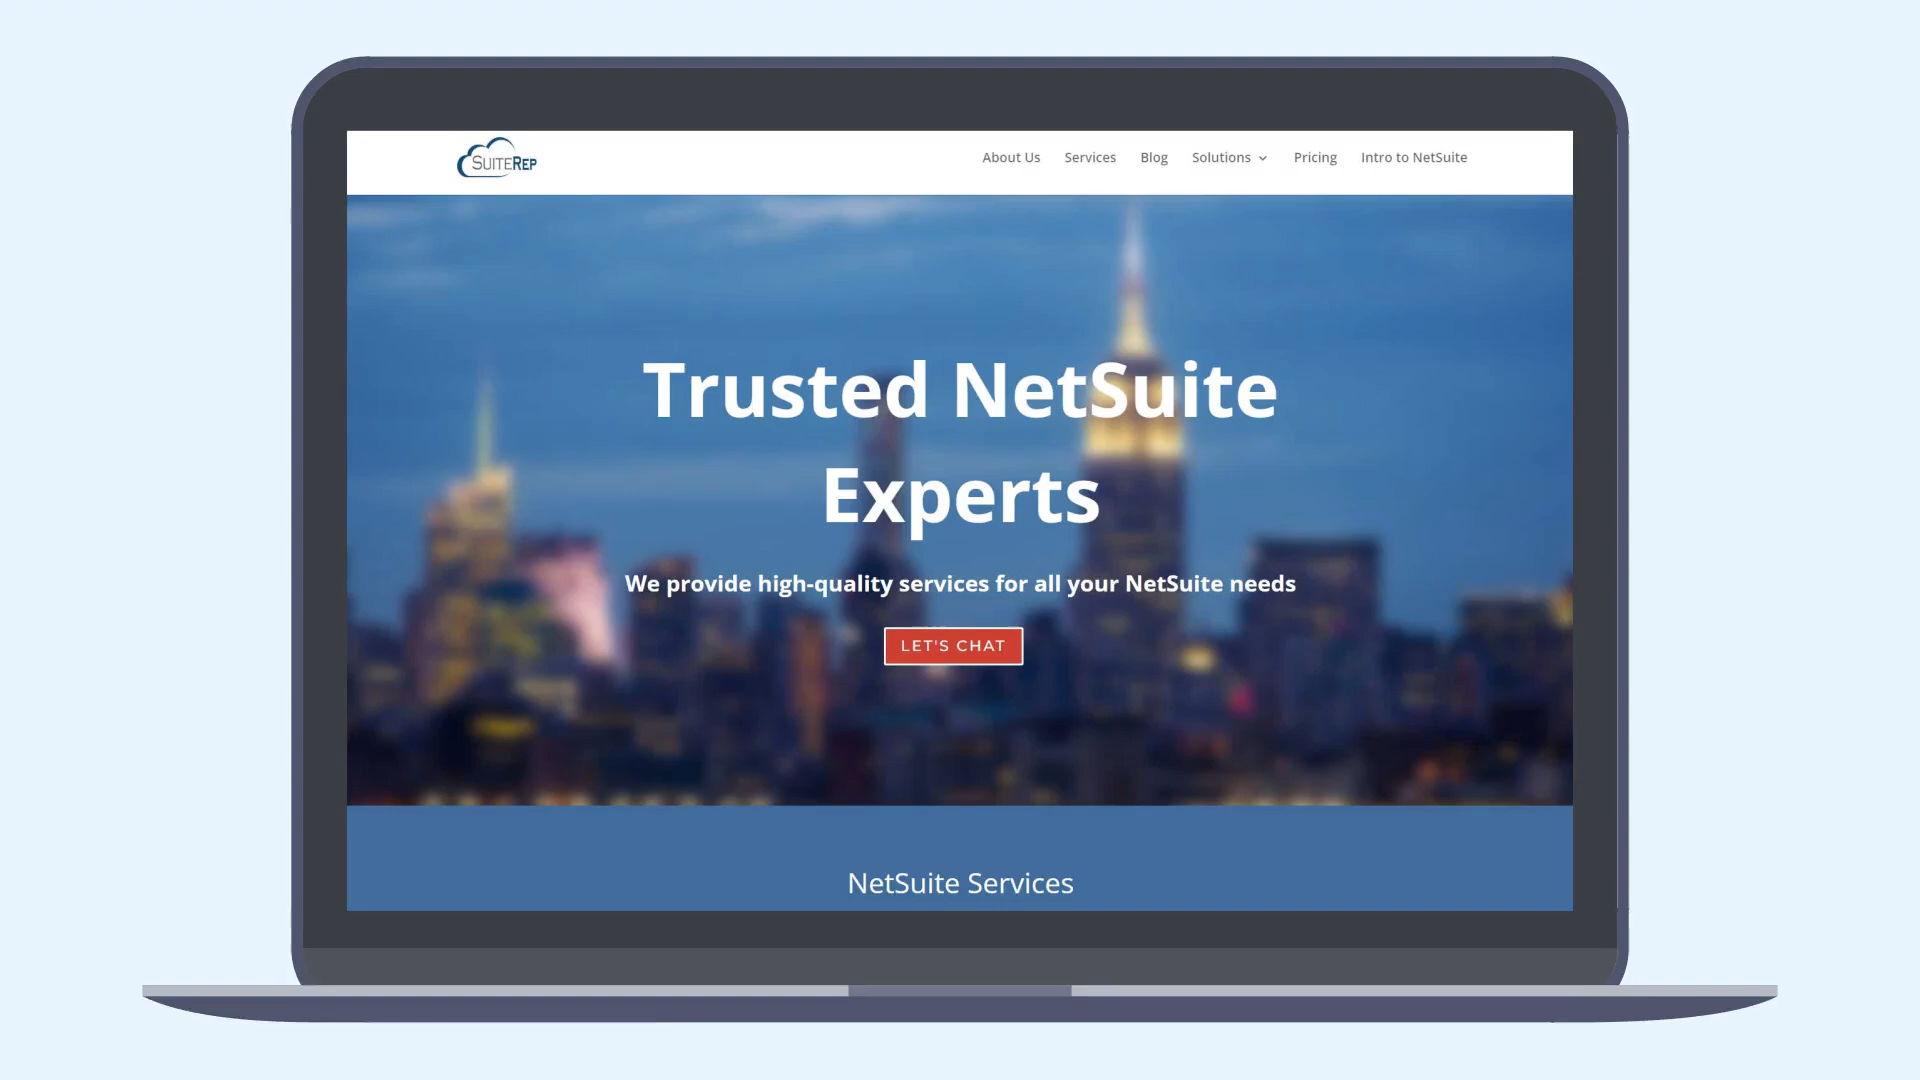 SUITEREP
About Us Services Blog Solutions Pricing Intro to NetSuite
Trusted NetSuite
Experts
We provide high-quality services for all your NetSuite needs
LET'S CHAT
NetSuite Services